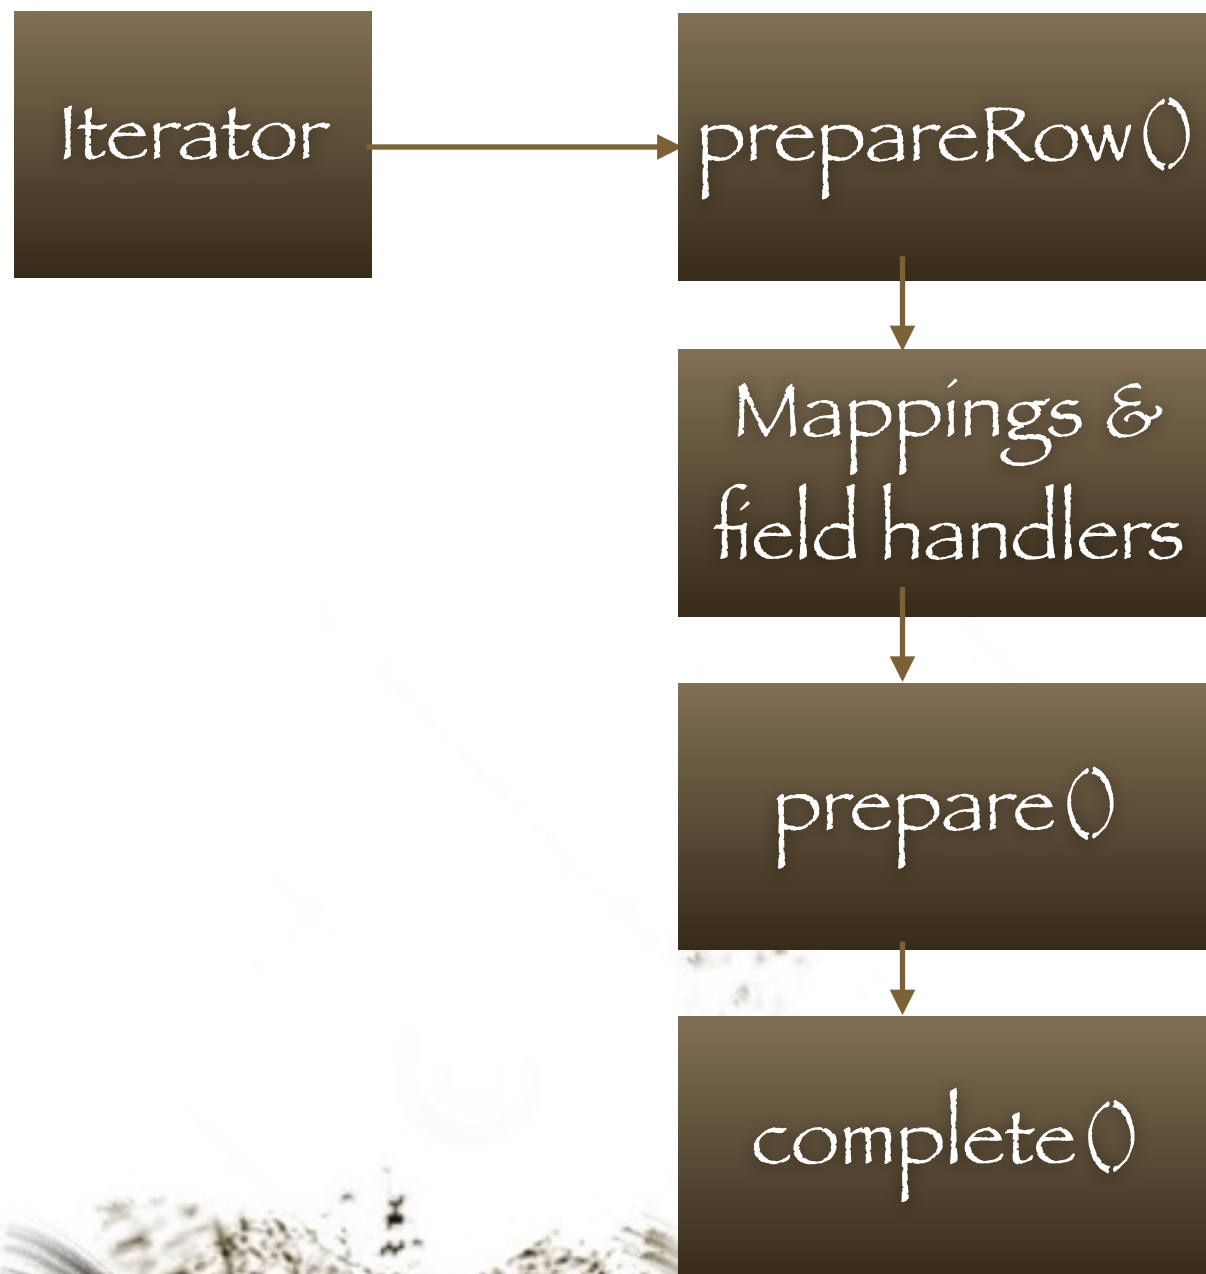 Iterator
prepareRow()
Mappings &
field handlers
prepare()
complete()